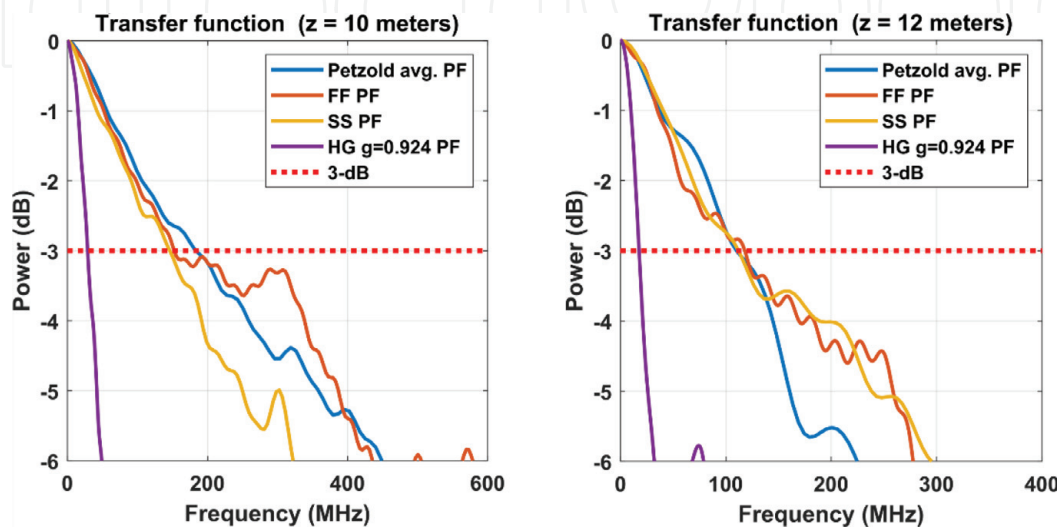 Transfer function (z = 10 meters)
Power (dB)
0
-1
-2
-3
-4
-5
-6
Petzold avg. PF
FF PF
SS PF
HG g=0.924 PF
3-dB
0
200
400
600
Frequency (MHz)
Transfer function (z = 12 meters)
Power (dB)
0
-1
-2
-3
-4
-5
-6
Petzold avg. PF
FF PF
SS PF
HG g=0.924 PF
3-dB
0
100
200
300
400
Frequency (MHz)